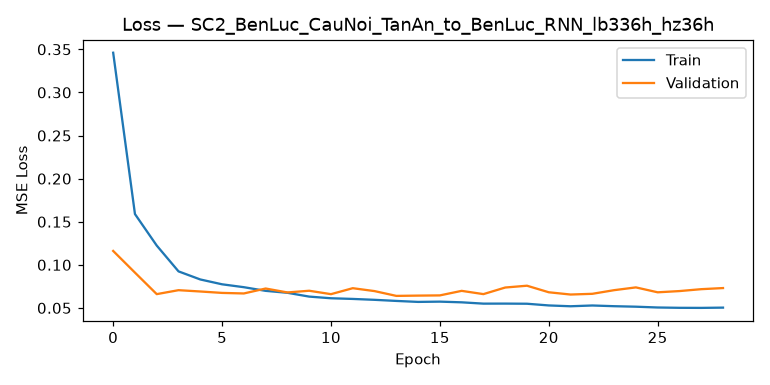 Loss — SC2_BenLuc_CauNoi_TanAn_to_BenLuc_RNN_lb336h_hz36h
0.35
0.30
0.25
0.20
0.15
0.10
0.05
MSE Loss
Train
Validation
0 5 10 15 20 25
Epoch